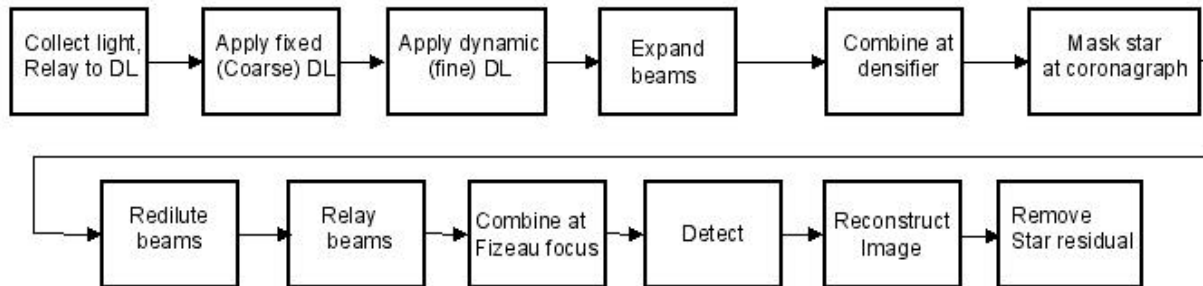 Collect light,
Relay to DL
Apply fixed
(Coarse) DL
Apply dynamic
(fine) DL
Expand
beams
Combine at
densifier
Mask star
at coronagraph
Redilute
beams
Relay
beams
Combine at
Fizeau focus
Detect
Reconstruct
Image
Remove
Star residual